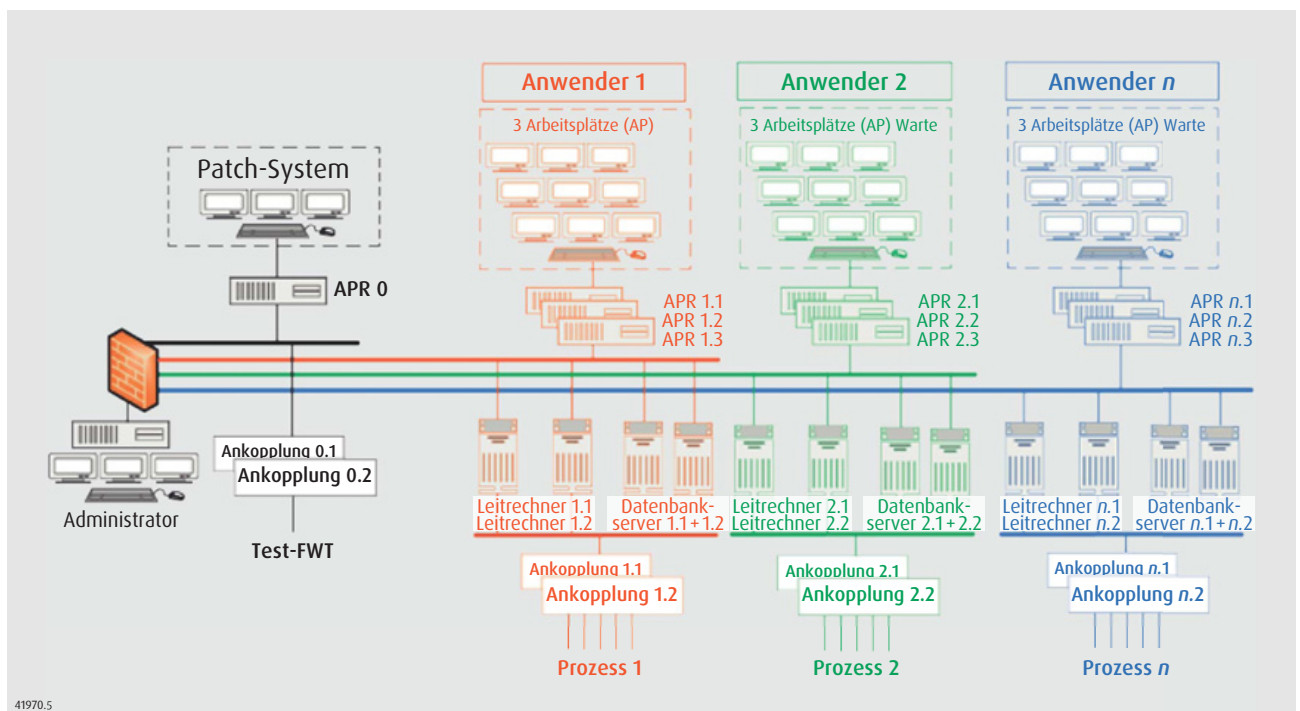 Anwender 1
Anwender 2
Anwender n
3 Arbeitsplätze (AP)
3 Arbeitsplätze (AP) Warte
3 Arbeitsplätze (AP) Warte
Patch-System
APR 0
APR 1.1
APR 1.2
APR 1.3
APR 2.1
APR 2.2
APR 2.3
APR n.1
APR n.2
APR n.3
Administrator
Ankopplung 0.1
Ankopplung 0.2
Test-FWT
Leitrechner 1.1
Leitrechner 1.2
Datenbank-
server 1.1 + 1.2
Leitrechner 2.1
Leitrechner 2.2
Datenbank-
server 2.1 + 2.2
Leitrechner n.1
Leitrechner n.2
Datenbank-
server n.1 + n.2
Ankopplung 1.1
Ankopplung 1.2
Ankopplung 2.1
Ankopplung 2.2
Ankopplung n.1
Ankopplung n.2
Prozess 1
Prozess 2
Prozess n
41970.5